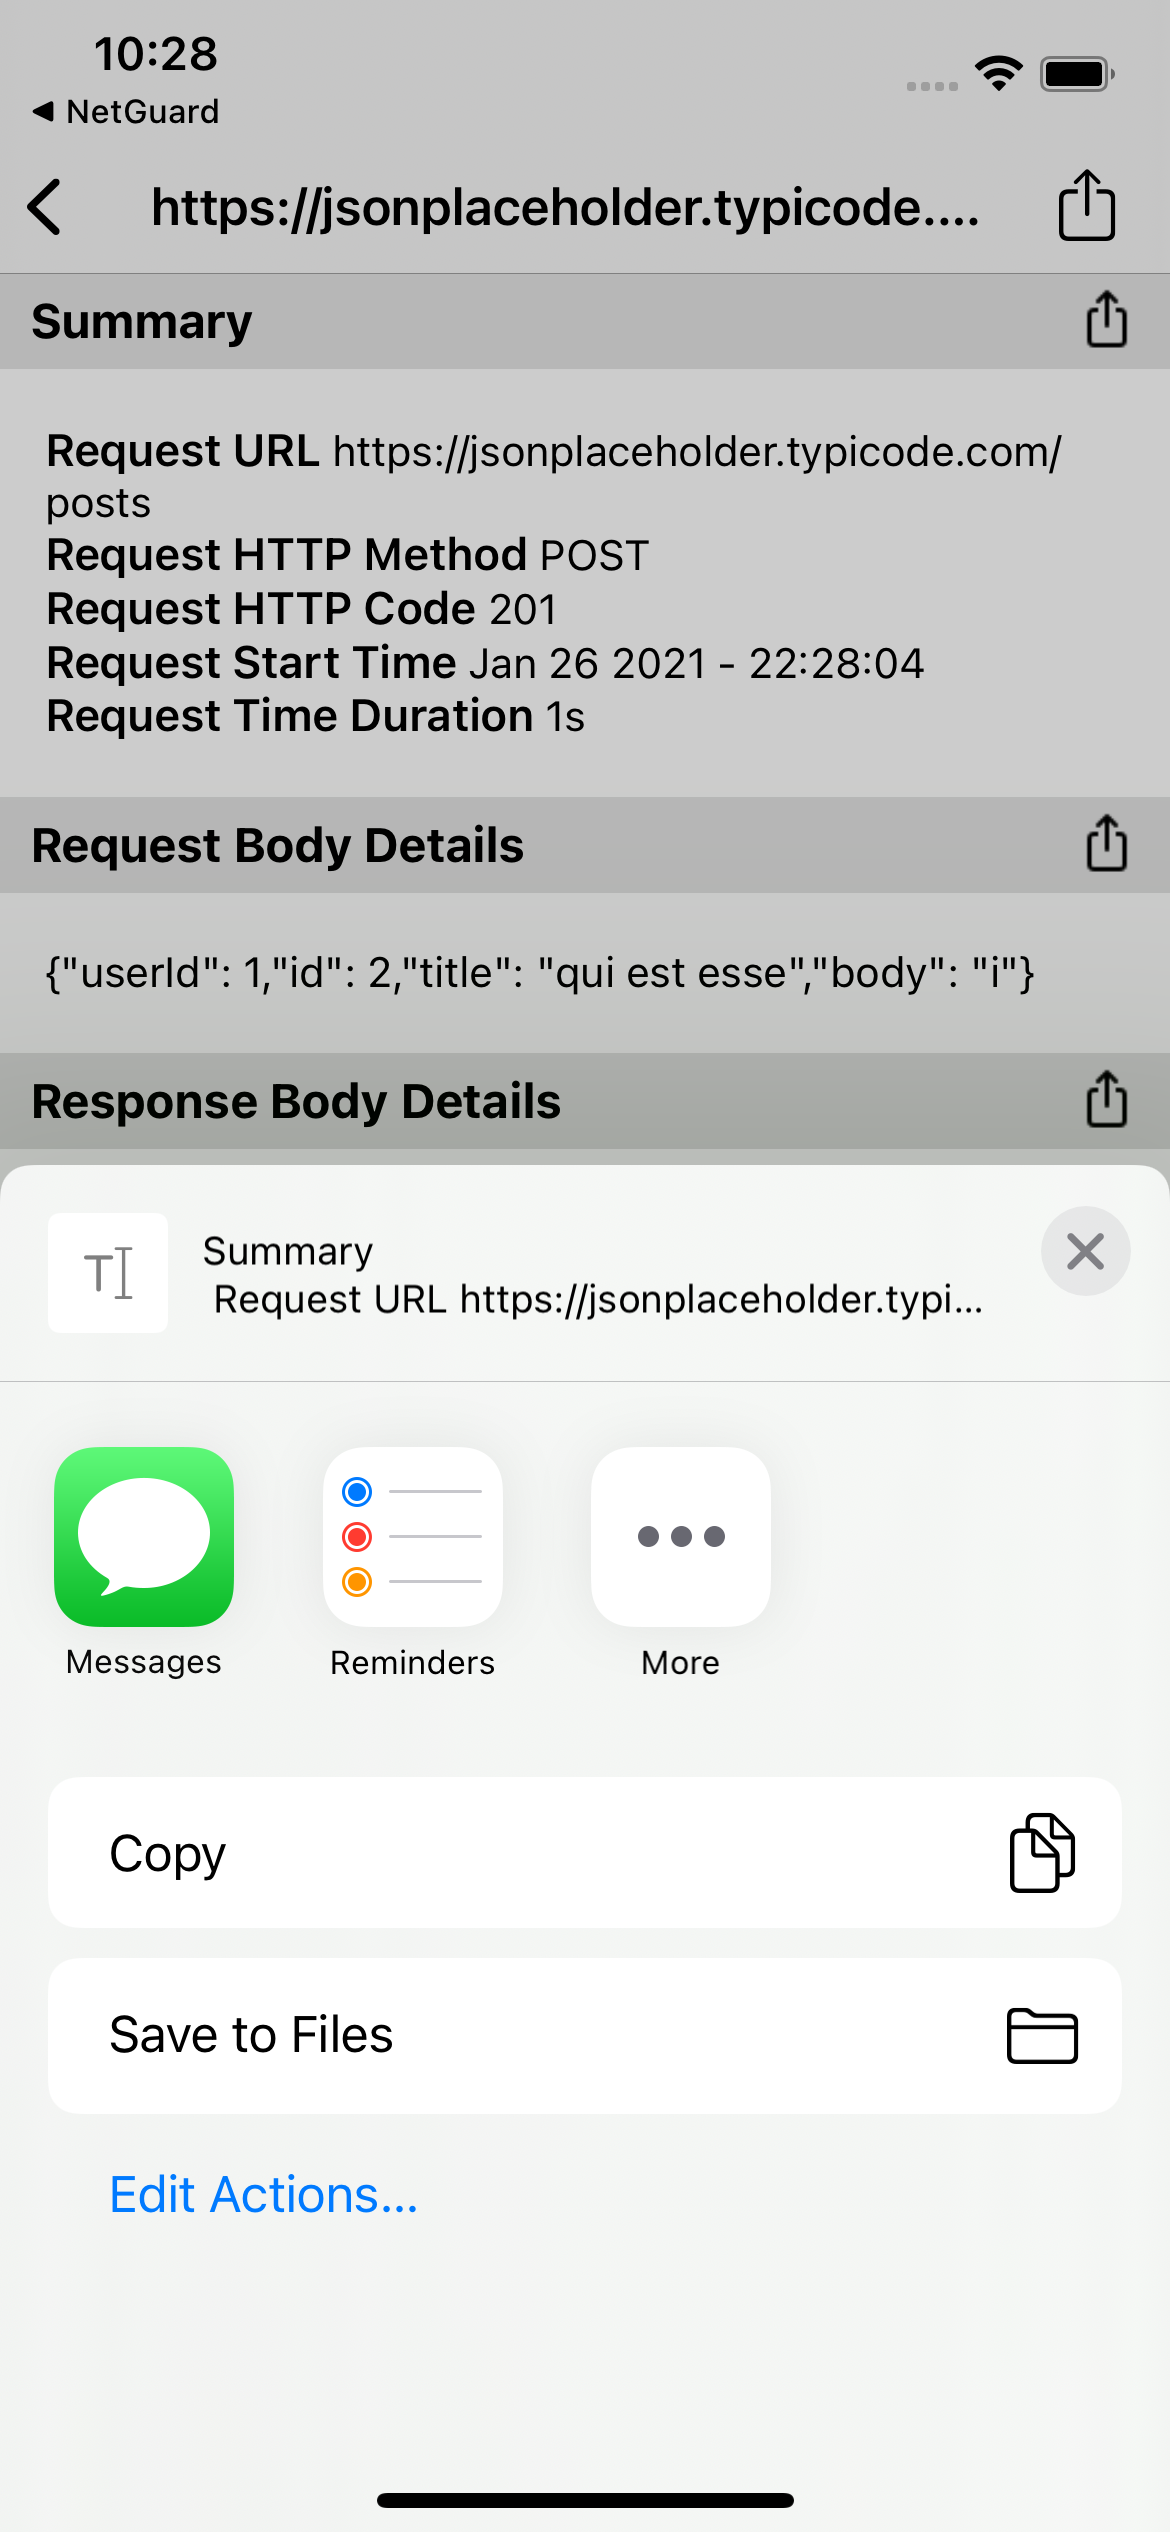 10:28
◀ NetGuard
https://jsonplaceholder.typicode....
Summary
Request URL https://jsonplaceholder.typicode.com/
posts
Request HTTP Method POST
Request HTTP Code 201
Request Start Time Jan 26 2021 - 22:28:04
Request Time Duration 1s
Request Body Details
{"userId": 1,"id": 2,"title": "qui est esse","body": "i"}
Response Body Details
Summary
Request URL https://jsonplaceholder.typi...
Messages
Reminders
More
Copy
Save to Files
Edit Actions...